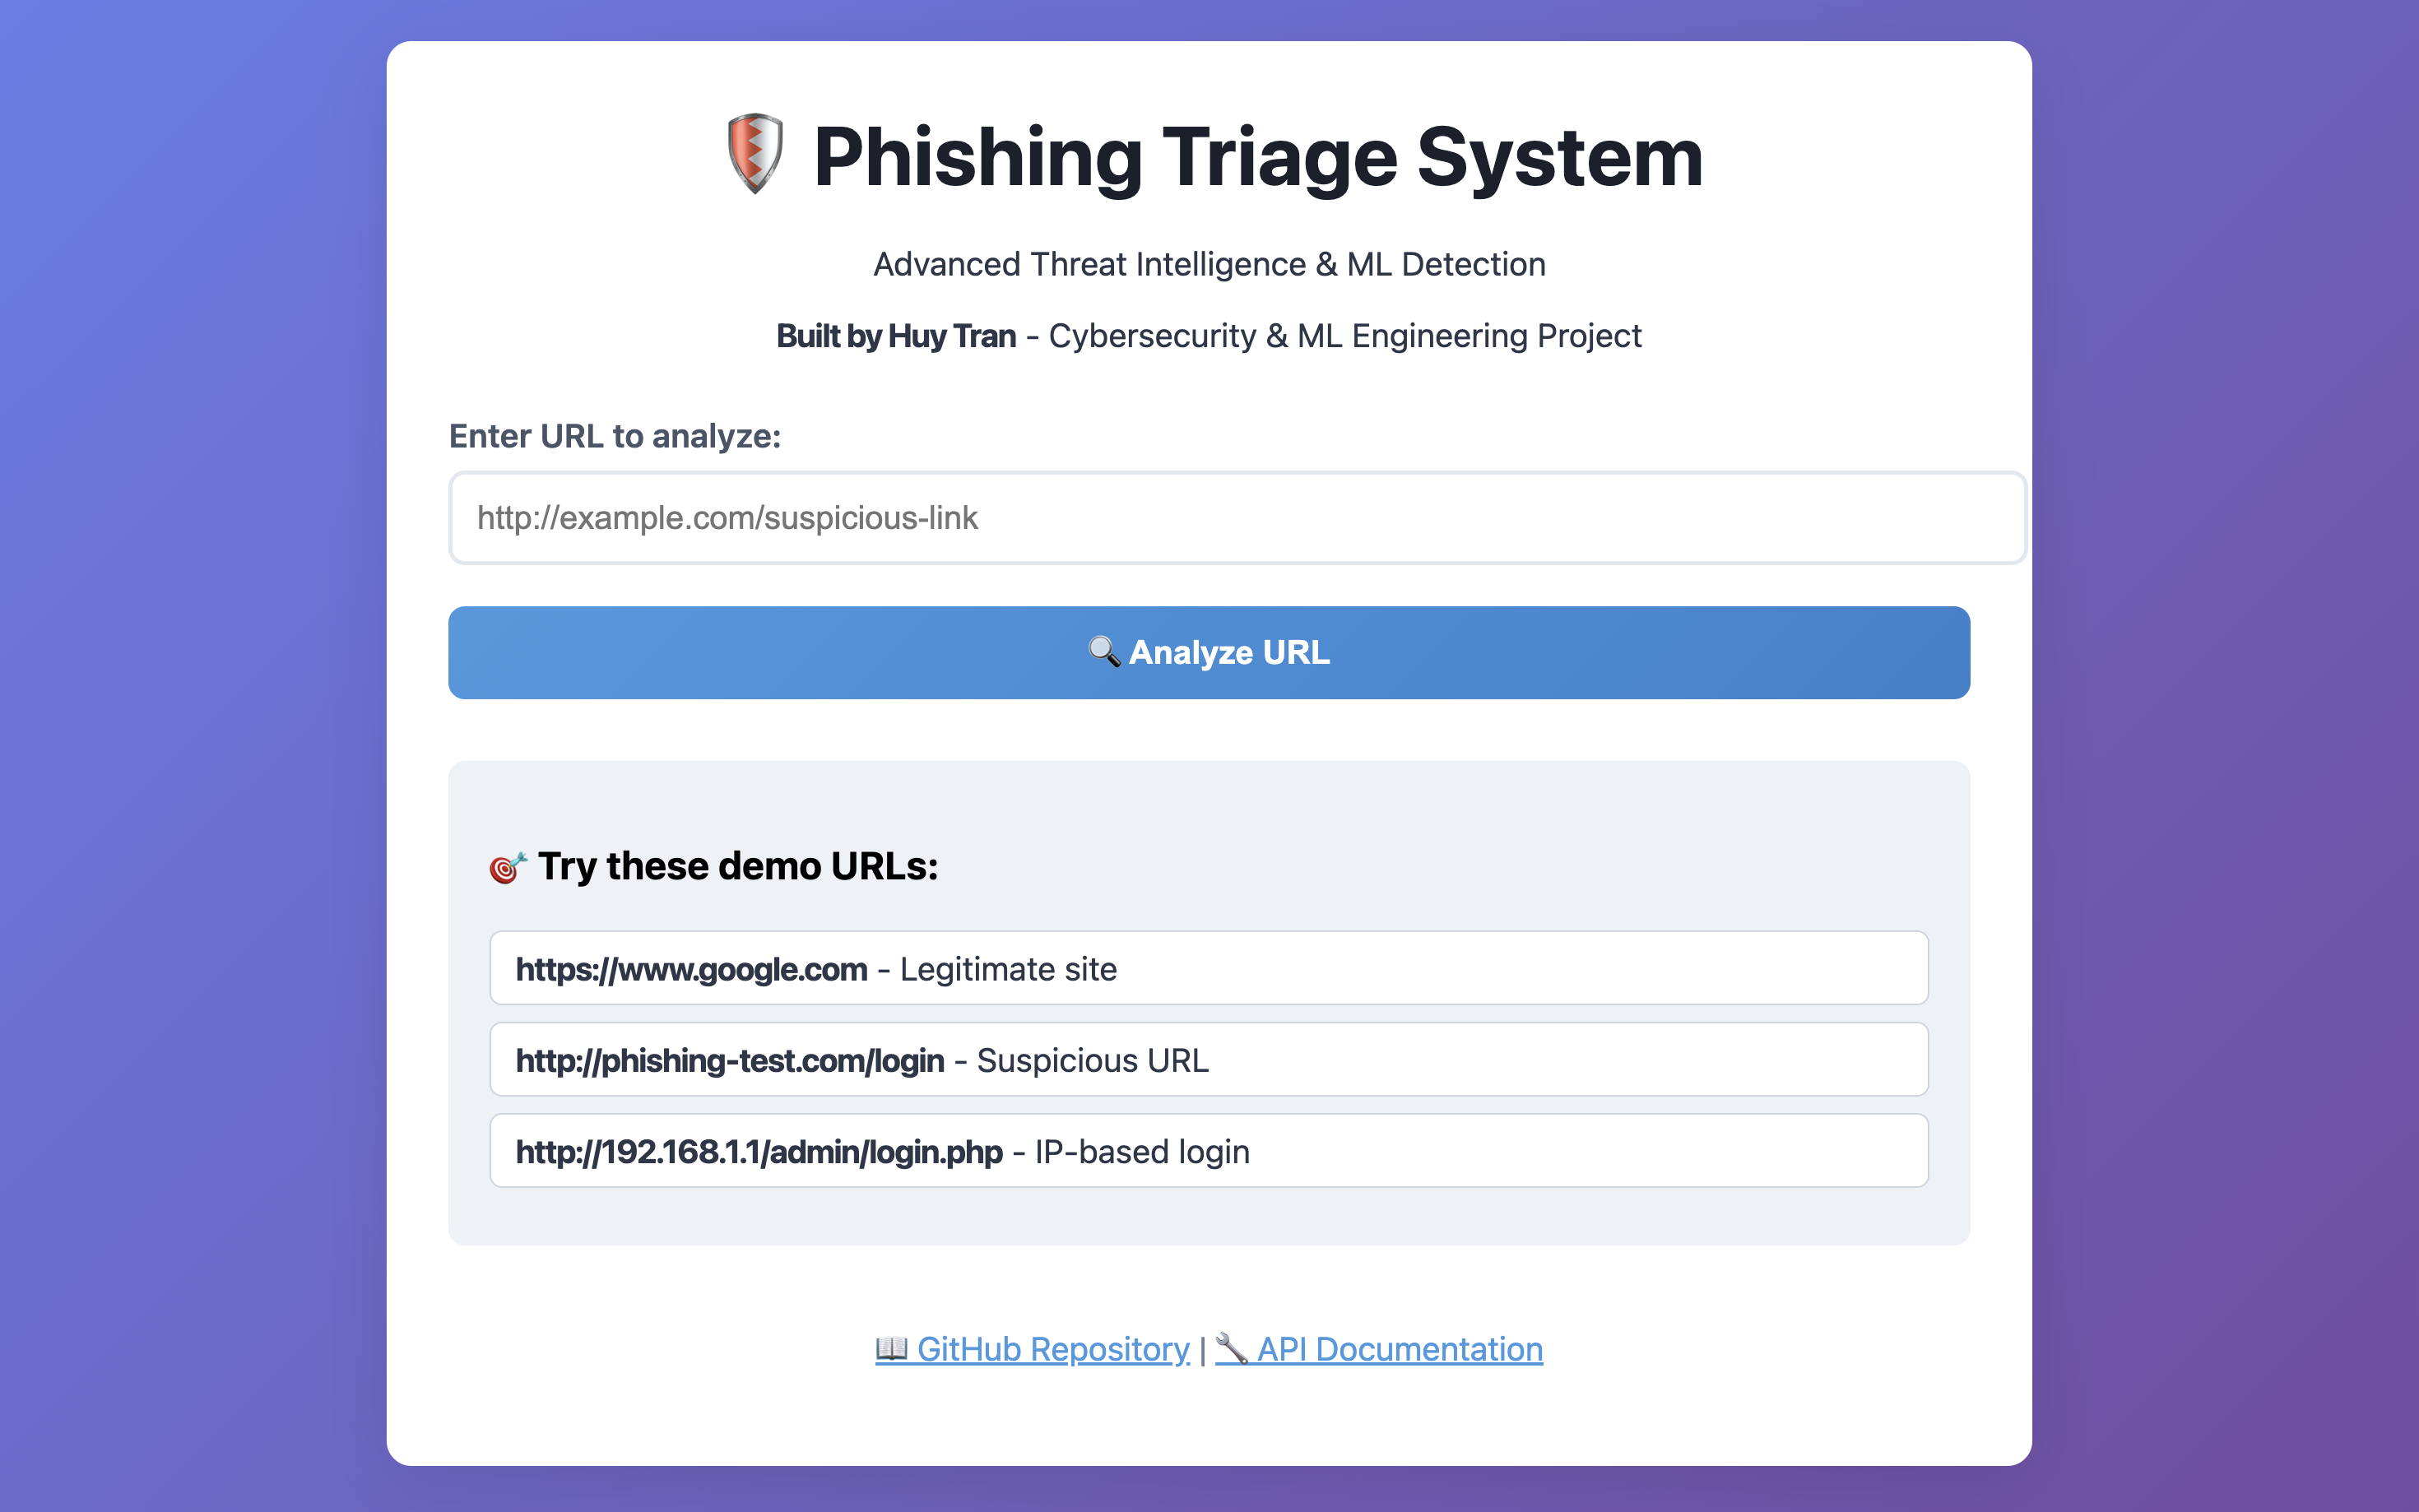 🛡️ Phishing Triage System
Advanced Threat Intelligence & ML Detection
Built by Huy Tran - Cybersecurity & ML Engineering Project
Enter URL to analyze:
http://example.com/suspicious-link
🔍 Analyze URL
🎯 Try these demo URLs:
https://www.google.com - Legitimate site
http://phishing-test.com/login - Suspicious URL
http://192.168.1.1/admin/login.php - IP-based login
📖 GitHub Repository | 🔧 API Documentation